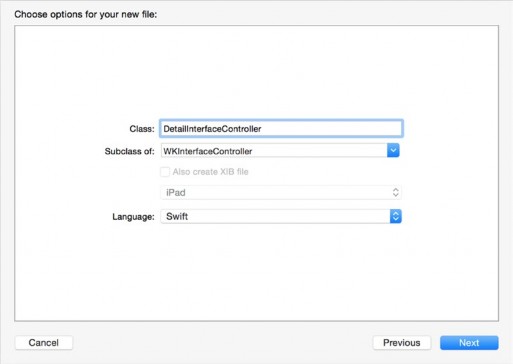 Choose options for your new file:
Class: DetailInterfaceController
Subclass of: WKInterfaceController
Also create XIB file
iPad
Language: Swift
Cancel Previous Next